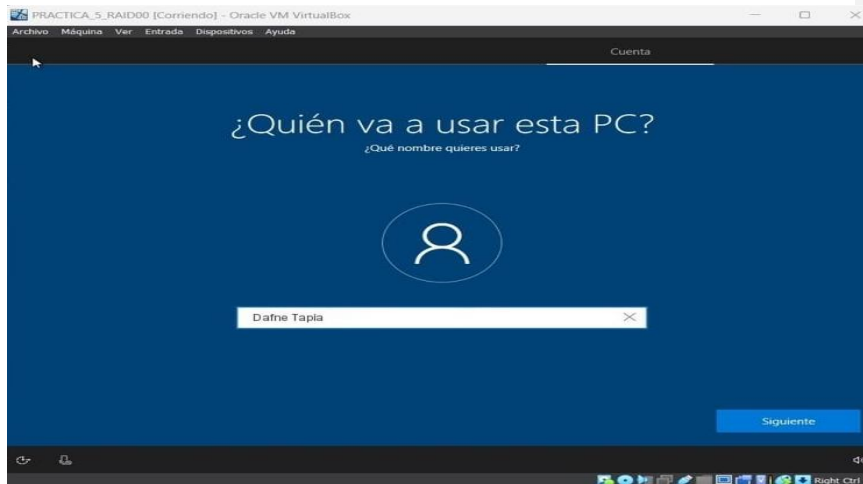 PRACTICA_5_RAID00 [Corriendo] - Oracle VM VirtualBox
Archivo Máquina Ver Entrada Dispositivos Ayuda
Cuenta
¿Quién va a usar esta PC?
¿Qué nombre quieres usar?
Dafne Tapia
Siguiente
Right Ctrl